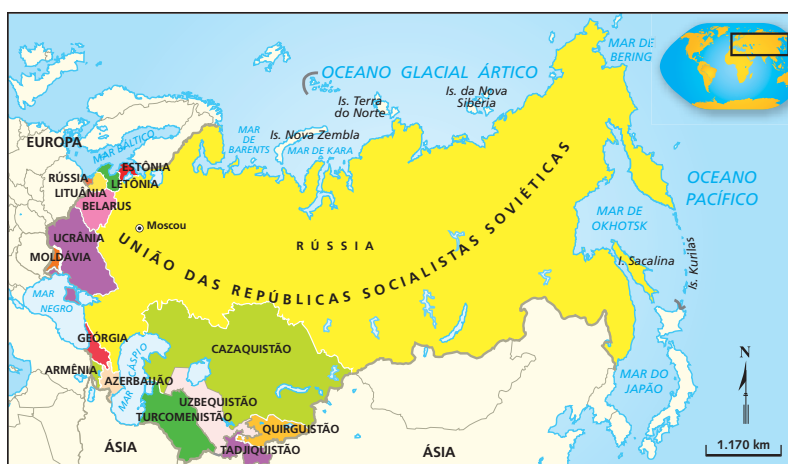 MAR DE
BERING
OCEANO GLACIAL ÁRTICO
Is. da Nova
Sibéria
Is. Terra
do Norte
Is. Nova Zembla
MAR
DE
BARENTS
MAR DE KARA
EUROPA
MAR BÁLTICO
ESTÔNIA
RÚSSIA
LETÔNIA
LITUÂNIA
BELARUS
Moscou
UCRÂNIA
MOLDÁVIA
RÚSSIA
UNIÃO DAS REPÚBLICAS SOCIALISTAS SOVIÉTICAS
OCEANO
PACÍFICO
MAR DE
OKHOTSK
I. Sacalina
Is. Kurilas
MAR
NEGRO
GEÓRGIA
ARMÊNIA
AZERBAIJÃO
MAR CÁSPIO
CAZAQUISTÃO
UZBEQUISTÃO
TURCOMENISTÃO
QUIRGUISTÃO
TADJIQUISTÃO
MAR DO
JAPÃO
N
ÁSIA
ÁSIA
1.170 km